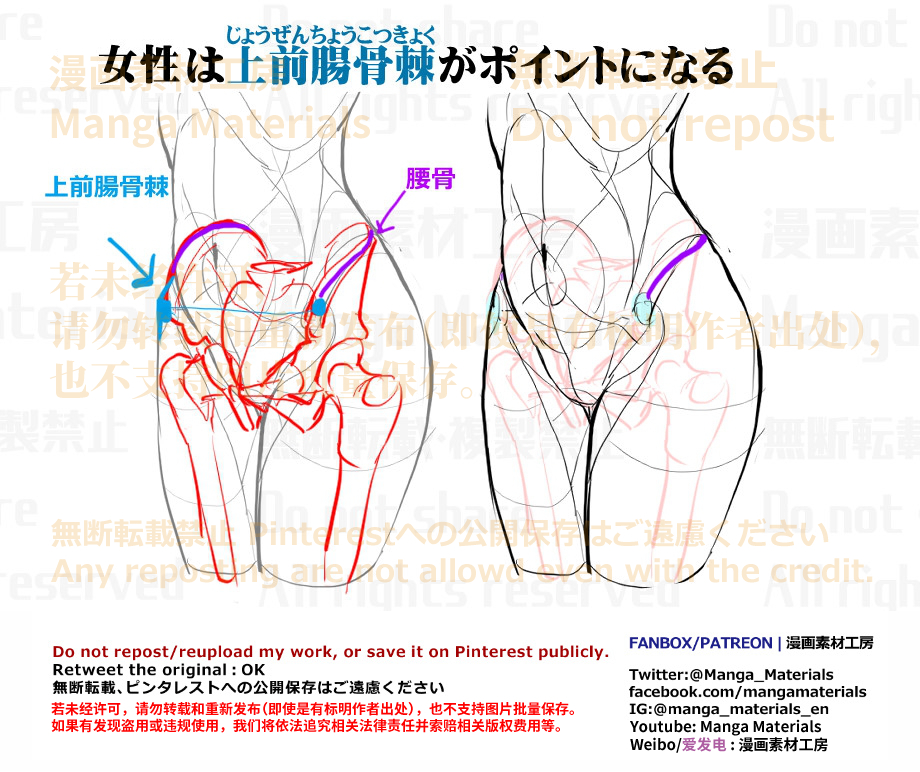 じょうぜんちょうこつきょく
女性は上前腸骨棘がポイントになる
漫画素材工房
無断転載禁止
Manga Materials
Do not repost
上前腸骨棘
腰骨
若未经许可,
请勿转载和重新发布(即使是有标明作者出处),
也不支持图片批量保存。
無断転載禁止 Pinterestへの公開保存はご遠慮ください
Any reposting are not allowed even with the credit.
Do not repost/reupload my work, or save it on Pinterest publicly.
Retweet the original : OK
無断転載、ピンタレストへの公開保存はご遠慮ください
若未经许可，请勿转载和重新发布(即使是有标明作者出处)，也不支持图片批量保存。
如果有发现盗用或违规使用，我们将依法追究相关法律责任并索赔相关版权费用等。
FANBOX/PATREON | 漫画素材工房
Twitter:@Manga_Materials
facebook.com/mangamaterials
IG:@manga_materials_en
Youtube: Manga Materials
Weibo/爱发电 : 漫画素材工房